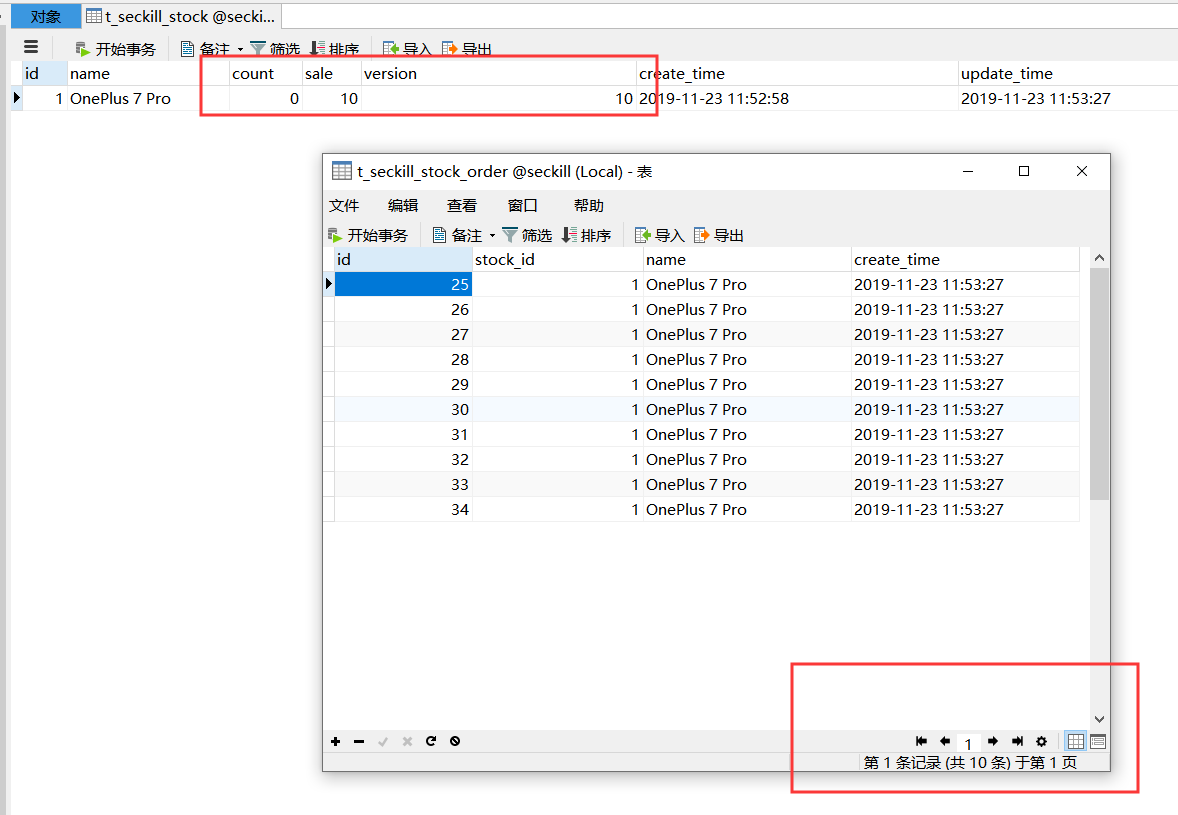 对象 t_seckill_stock @secki...
开始事务 备注 筛选 排序 导入 导出
id name count sale version create_time update_time
1 OnePlus 7 Pro 0 10 10 2019-11-23 11:52:58 2019-11-23 11:53:27
t_seckill_stock_order @seckill (Local) - 表
文件 编辑 查看 窗口 帮助
开始事务 备注 筛选 排序 导入 导出
id stock_id name create_time
25 1 OnePlus 7 Pro 2019-11-23 11:53:27
26 1 OnePlus 7 Pro 2019-11-23 11:53:27
27 1 OnePlus 7 Pro 2019-11-23 11:53:27
28 1 OnePlus 7 Pro 2019-11-23 11:53:27
29 1 OnePlus 7 Pro 2019-11-23 11:53:27
30 1 OnePlus 7 Pro 2019-11-23 11:53:27
31 1 OnePlus 7 Pro 2019-11-23 11:53:27
32 1 OnePlus 7 Pro 2019-11-23 11:53:27
33 1 OnePlus 7 Pro 2019-11-23 11:53:27
34 1 OnePlus 7 Pro 2019-11-23 11:53:27
1
第 1 条记录 (共 10 条) 于第 1 页